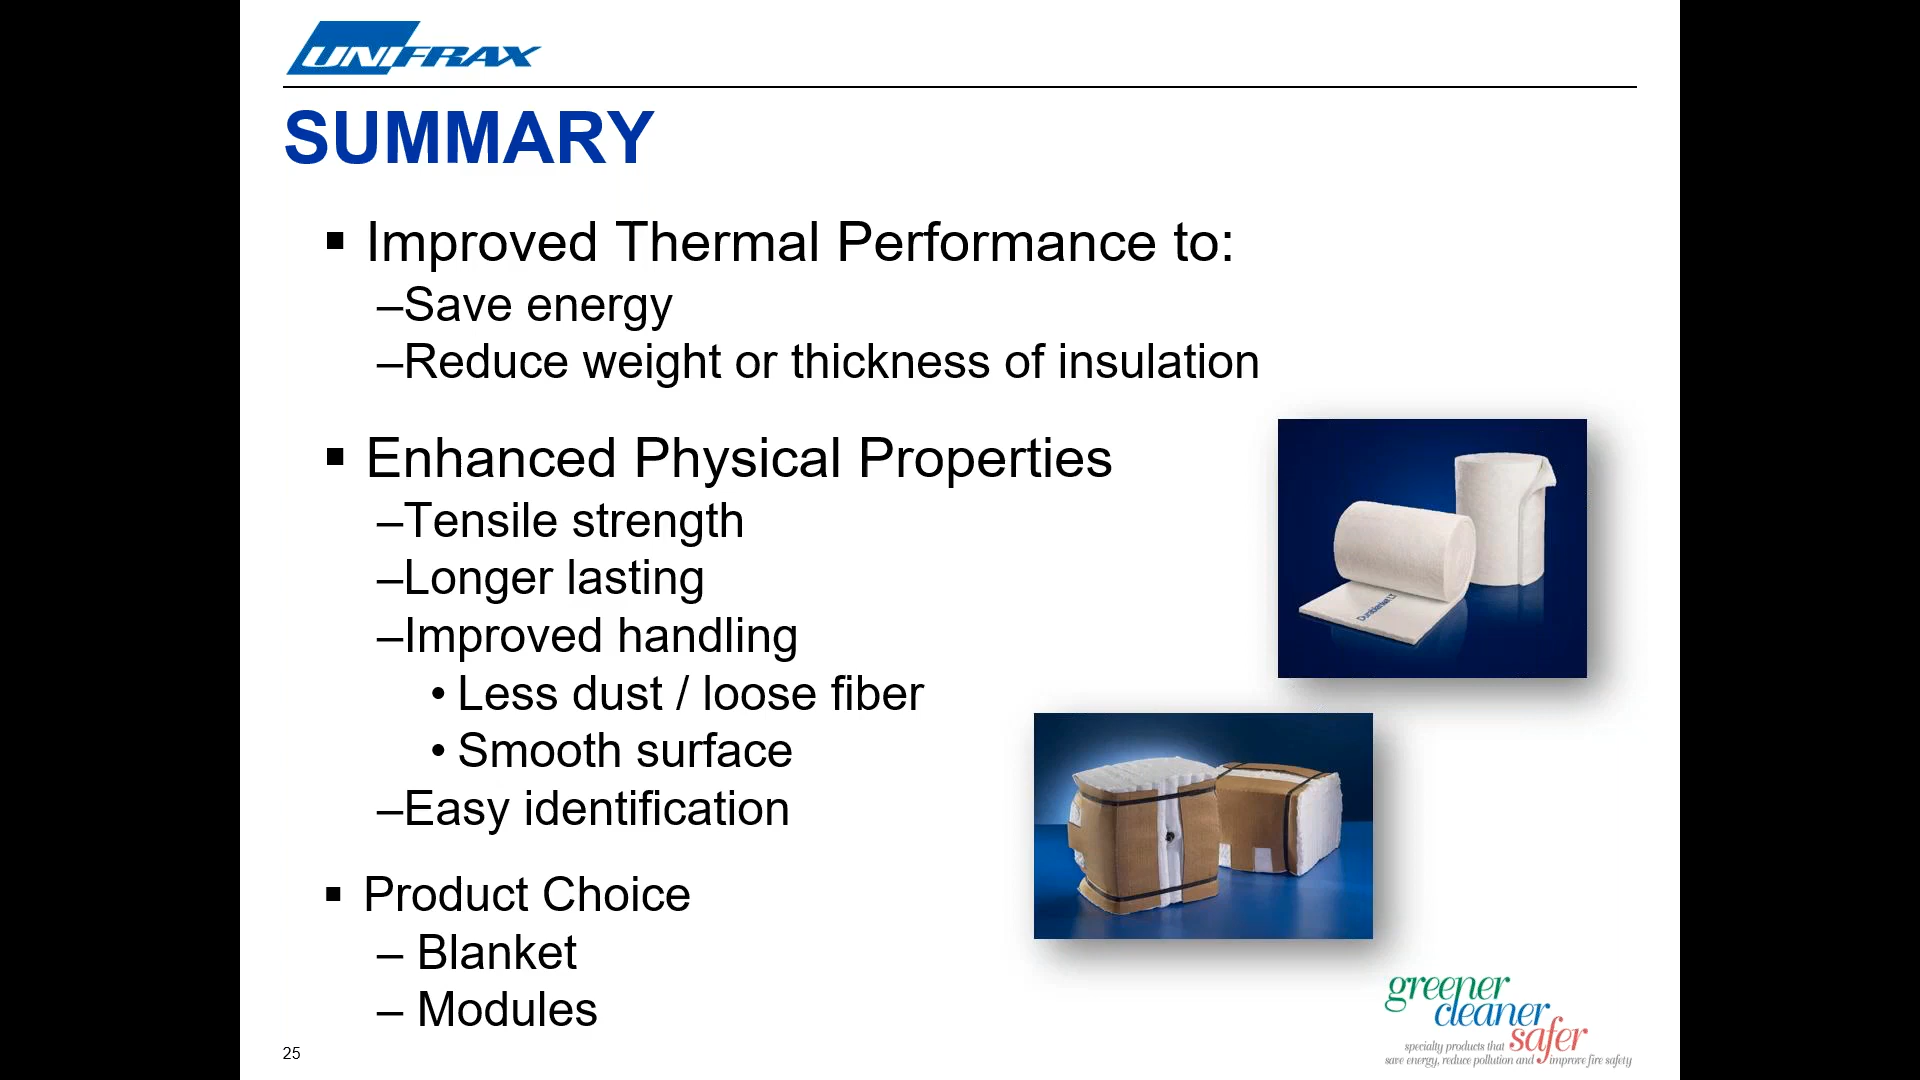 UNIFRAX
SUMMARY
▪ Improved Thermal Performance to:
–Save energy
–Reduce weight or thickness of insulation
▪ Enhanced Physical Properties
–Tensile strength
–Longer lasting
–Improved handling
• Less dust / loose fiber
• Smooth surface
–Easy identification
Durablanket LT
▪ Product Choice
– Blanket
– Modules
25
greener
cleaner
safer
specialty products that
save energy, reduce pollution and improve fire safety